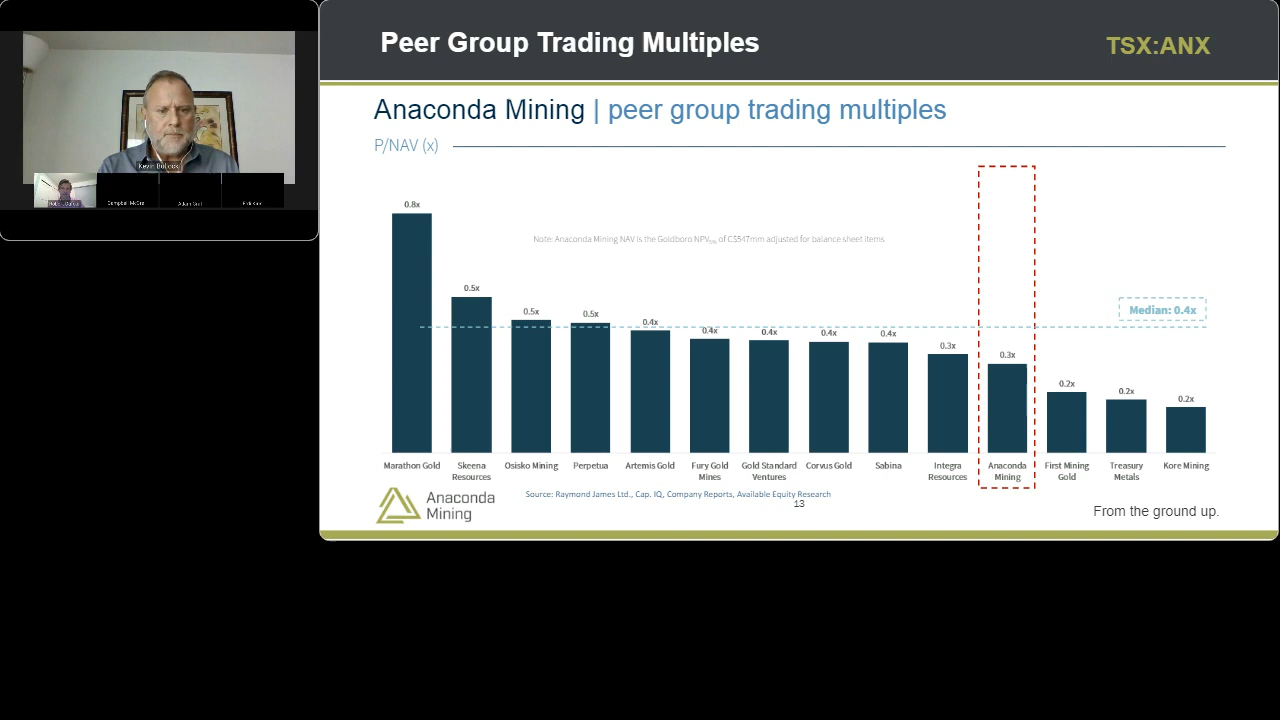 Peer Group Trading Multiples
TSX:ANX
Anaconda Mining | peer group trading multiples
P/NAV (x)
Note: Anaconda Mining NAV is the Goldboro NPV5% of C$547mm adjusted for balance sheet items.
Median: 0.4x
0.8x
0.5x
0.5x
0.5x
0.4x
0.4x
0.4x
0.4x
0.4x
0.3x
0.3x
0.2x
0.2x
0.2x
Marathon Gold
Skeena
Resources
Osisko Mining
Perpetua
Artemis Gold
Fury Gold
Mines
Gold Standard
Ventures
Corvus Gold
Sabina
Integra
Resources
Anaconda
Mining
First Mining
Gold
Treasury
Metals
Kore Mining
Anaconda
Mining
Source: Raymond James Ltd., Cap. IQ, Company Reports, Available Equity Research
13
From the ground up.
Kevin Bullock
Campbell
Adam